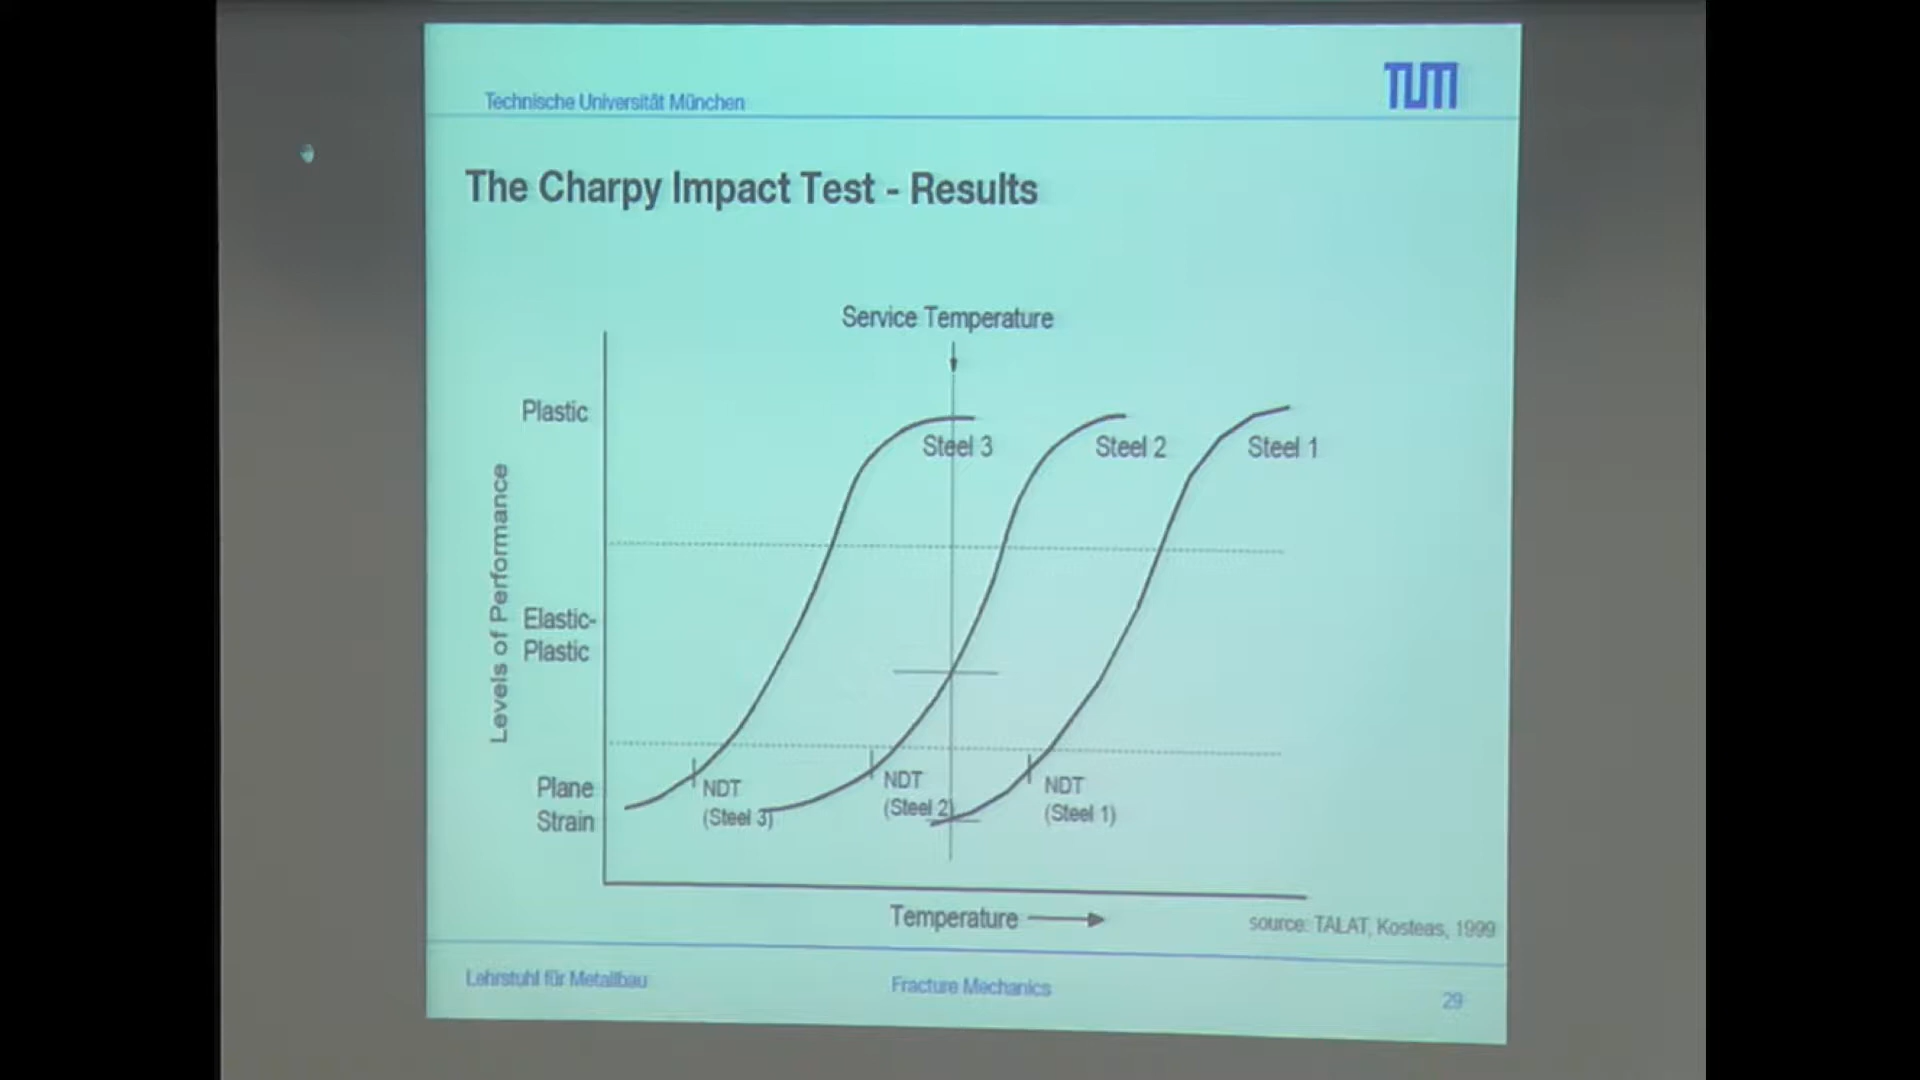 Technische Universität München
TUM
The Charpy Impact Test - Results
Service Temperature
Plastic
Steel 3
Steel 2
Steel 1
Levels of Performance
Elastic-
Plastic
Plane
Strain
NDT
(Steel 3)
NDT
(Steel 2)
NDT
(Steel 1)
Temperature
source: TALAT, Kosteas, 1999
Lehrstuhl für Metallbau
Fracture Mechanics
29